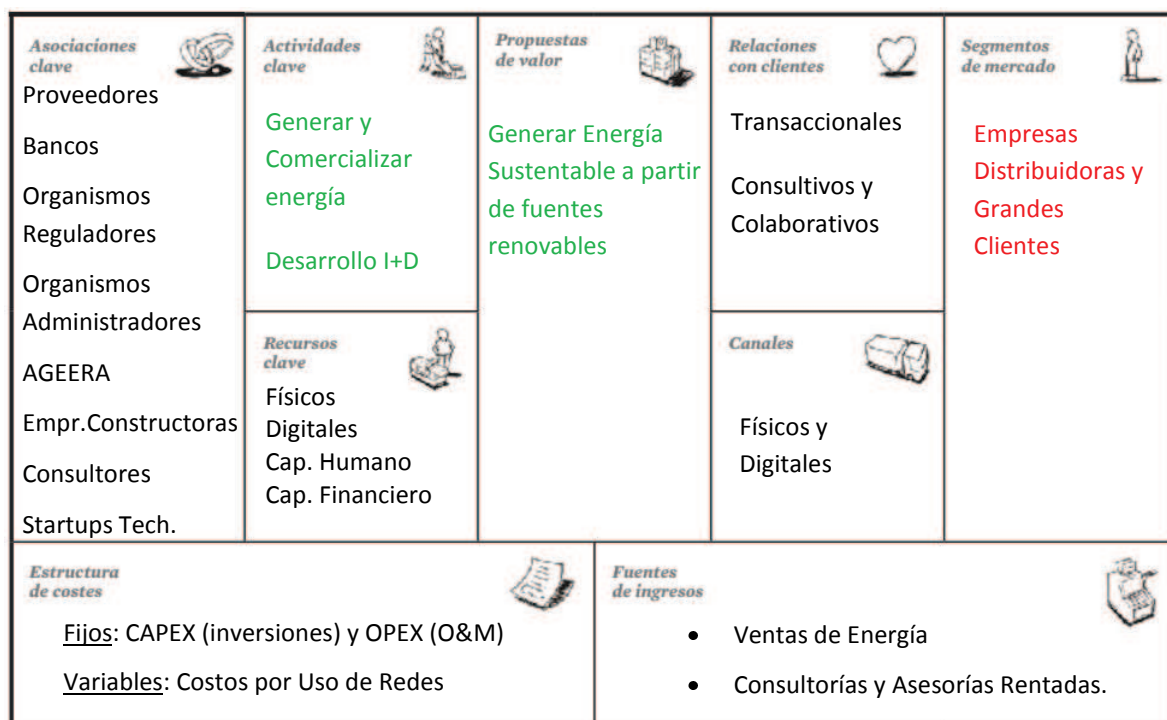 Asociaciones
clave
Proveedores
Bancos
Organismos
Reguladores
Organismos
Administradores
AGEERA
Empr.Constructoras
Consultores
Startups Tech.
Actividades
clave
Generar y
Comercializar
energía
Desarrollo I+D
Recursos
clave
Físicos
Digitales
Cap. Humano
Cap. Financiero
Propuestas
de valor
Generar Energía
Sustentable a partir
de fuentes
renovables
Relaciones
con clientes
Transaccionales
Consultivos y
Colaborativos
Canales
Físicos y
Digitales
Segmentos
de mercado
Empresas
Distribuidoras y
Grandes
Clientes
Estructura
de costes
Fijos: CAPEX (inversiones) y OPEX (O&M)
Variables: Costos por Uso de Redes
Fuentes
de ingresos
• Ventas de Energía
• Consultorías y Asesorías Rentadas.